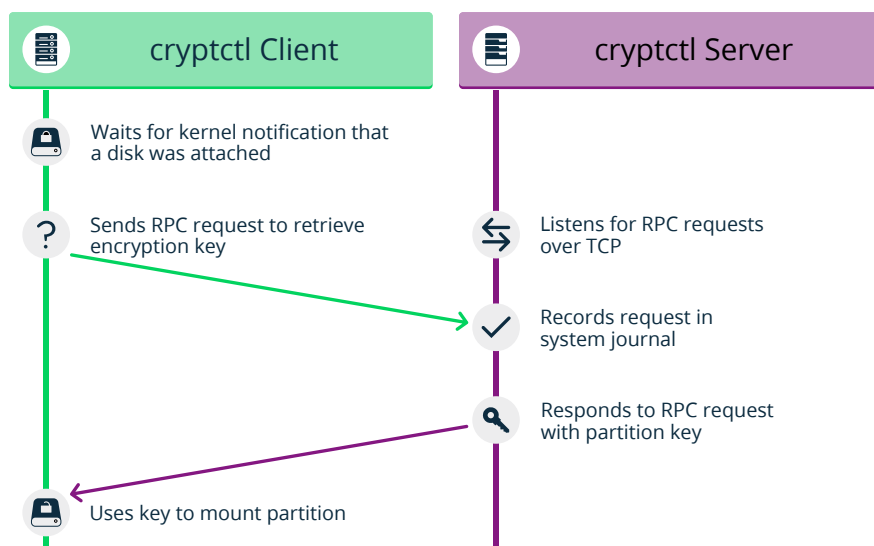 cryptctl Client
cryptctl Server
Waits for kernel notification that
a disk was attached
Sends RPC request to retrieve
encryption key
Listens for RPC requests
over TCP
Records request in
system journal
Responds to RPC request
with partition key
Uses key to mount partition